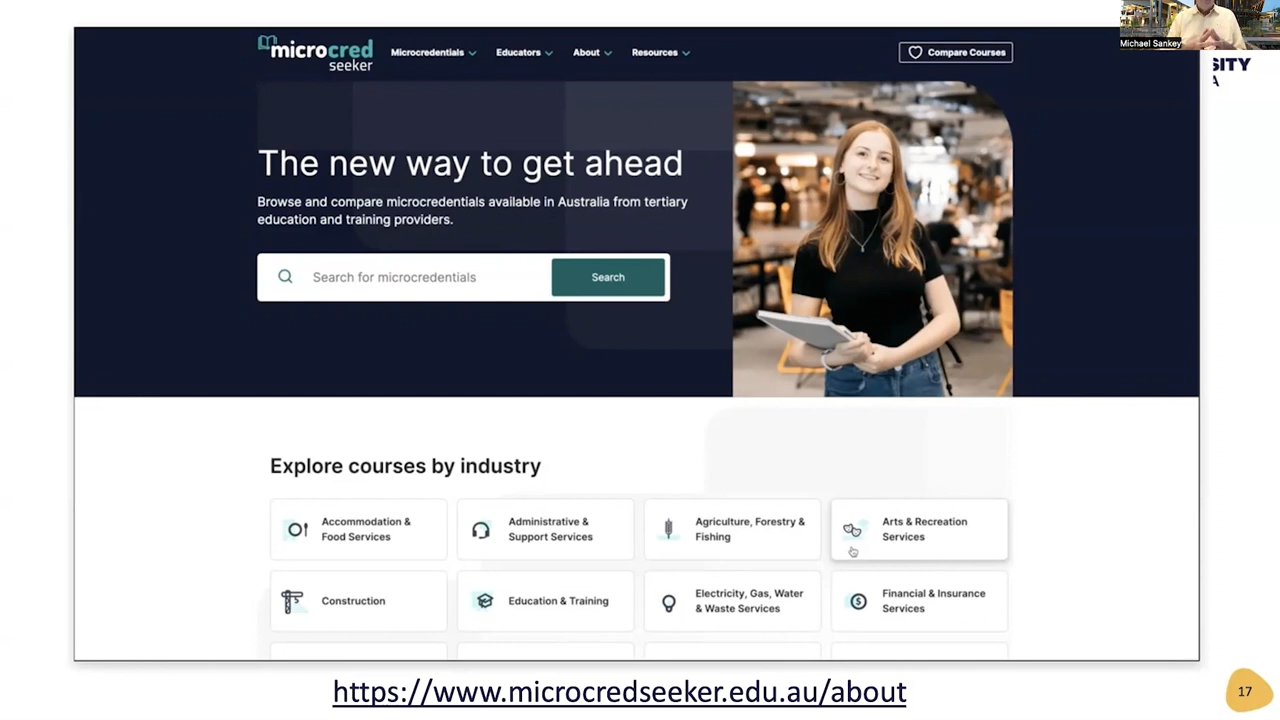 microcred
seeker
Microcredentials
Educators
About
Resources
Compare Courses
Michael Sankey
SITY
A
The new way to get ahead
Browse and compare microcredentials available in Australia from tertiary
education and training providers.
Search for microcredentials
Search
Explore courses by industry
Accommodation &
Food Services
Administrative &
Support Services
Agriculture, Forestry &
Fishing
Arts & Recreation
Services
Construction
Education & Training
Electricity, Gas, Water
& Waste Services
Financial & Insurance
Services
https://www.microcredseeker.edu.au/about
17